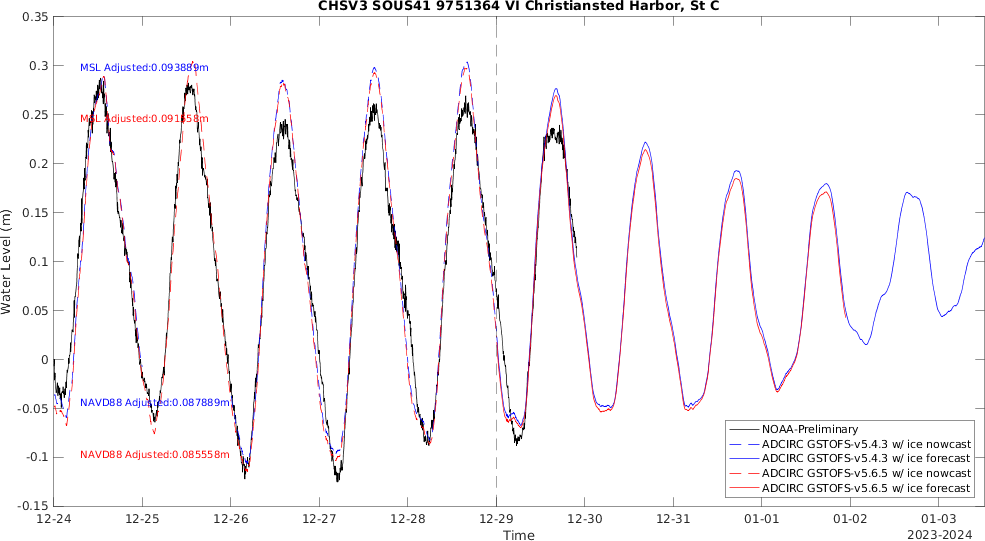 CHSV3 SOUS41 9751364 VI Christiansted Harbor, St C
0.35
0.3
0.25
0.2
0.15
0.1
0.05
0
-0.05
-0.1
-0.15
Water Level (m)
MSL Adjusted:0.093889m
MSL Adjusted:0.091558m
NAVD88 Adjusted:0.087889m
NAVD88 Adjusted:0.085558m
NOAA-Preliminary
ADCIRC GSTOFS-v5.4.3 w/ ice nowcast
ADCIRC GSTOFS-v5.4.3 w/ ice forecast
ADCIRC GSTOFS-v5.6.5 w/ ice nowcast
ADCIRC GSTOFS-v5.6.5 w/ ice forecast
12-24 12-25 12-26 12-27 12-28 12-29 12-30 12-31 01-01 01-02 01-03
Time
2023-2024